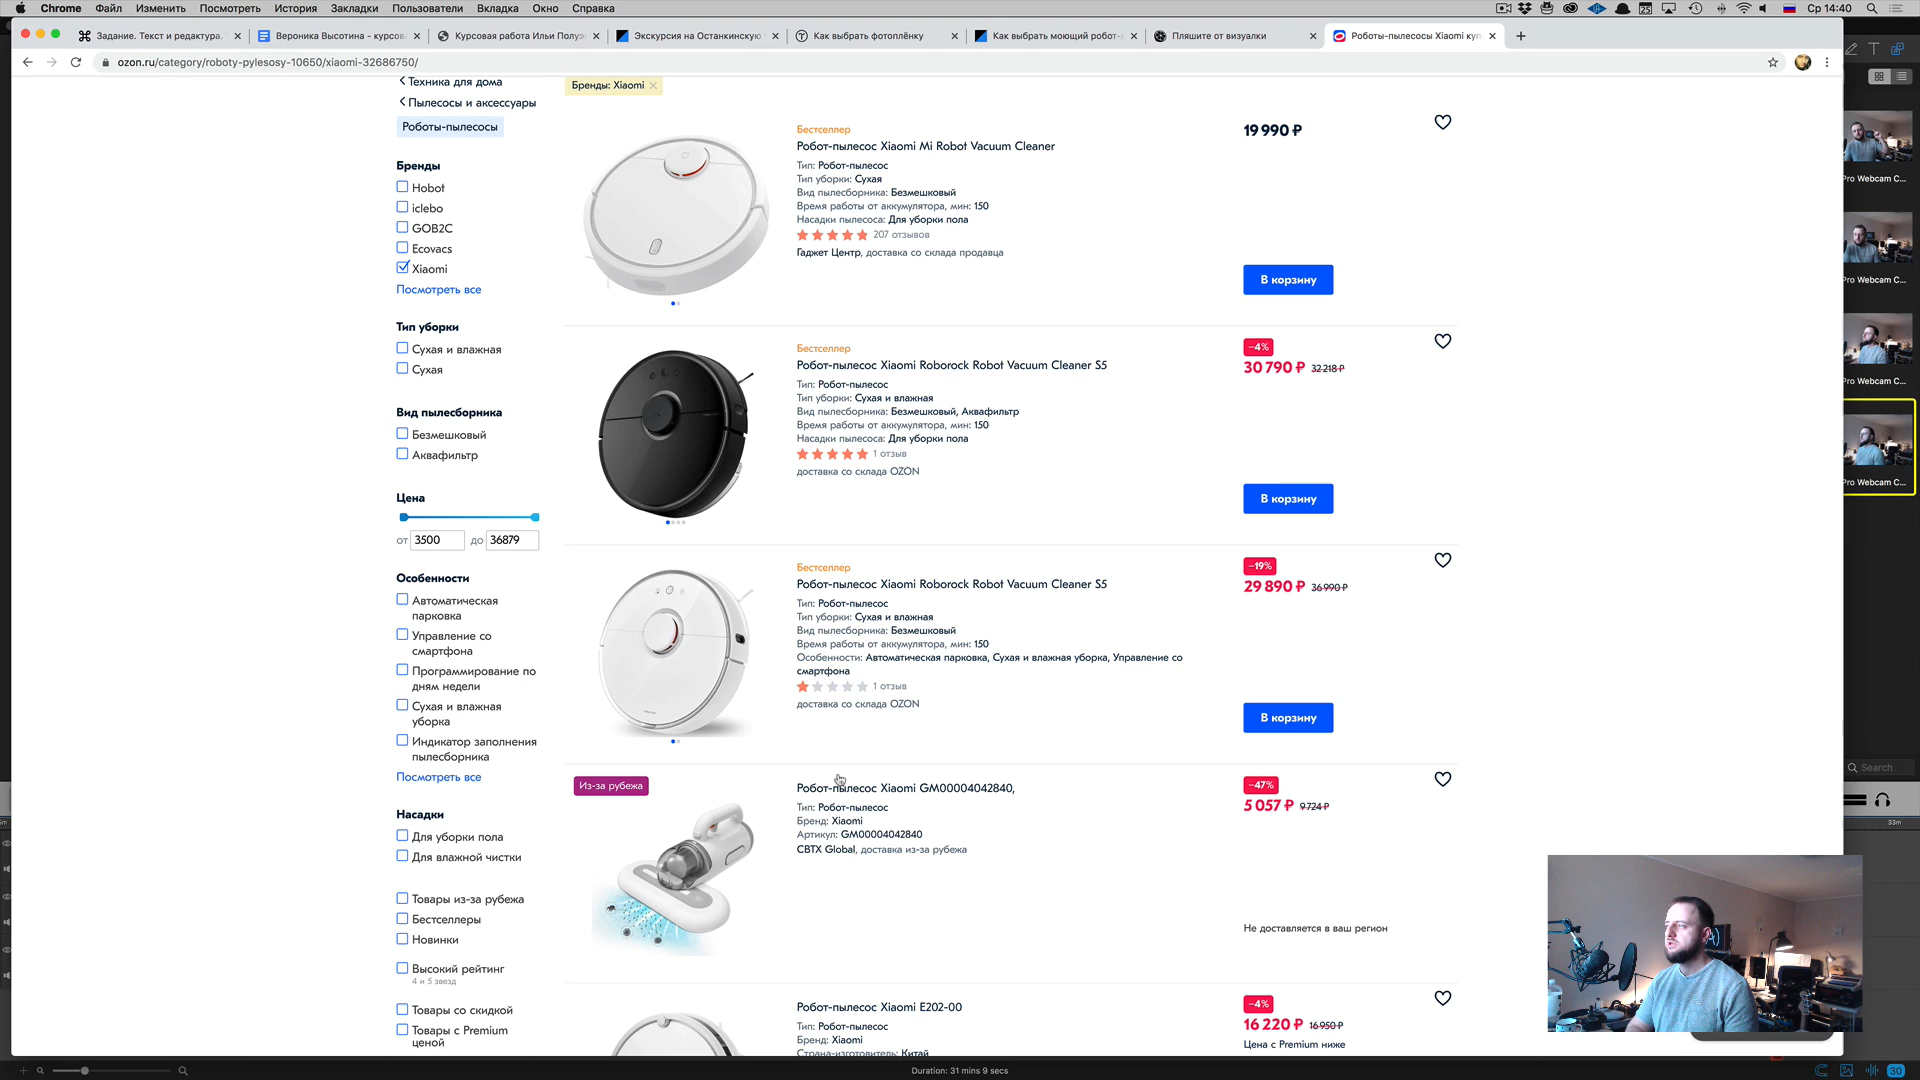 Chrome Файл Изменить Посмотреть История Закладки Пользователи Вкладка Окно Справка
25 Ср 14:40
Задание. Текст и редактура.
Вероника Высотина - курсов
Курсовая работа Ильи Полуэ
Экскурсия на Останкинскую
Как выбрать фотоплёнку
Как выбрать моющий робот-
Пляшите от визуалки
Роботы-пылесосы Xiaomi куп
ozon.ru/category/roboty-pylesosy-10650/xiaomi-32686750/
Техника для дома
Пылесосы и аксессуары
Роботы-пылесосы
Бренды
Hobot
iclebo
GOB2C
Ecovacs
Xiaomi
Посмотреть все
Тип уборки
Сухая и влажная
Сухая
Вид пылесборника
Безмешковый
Аквафильтр
Цена
от 3500 до 36879
Особенности
Автоматическая
парковка
Управление со
смартфона
Программирование по
дням недели
Сухая и влажная
уборка
Индикатор заполнения
пылесборника
Посмотреть все
Насадки
Для уборки пола
Для влажной чистки
Товары из-за рубежа
Бестселлеры
Новинки
Высокий рейтинг
4 и 5 звезд
Товары со скидкой
Товары с Premium
ценой
Бренды: Xiaomi
Бестселлер
Робот-пылесос Xiaomi Mi Robot Vacuum Cleaner
Тип: Робот-пылесос
Тип уборки: Сухая
Вид пылесборника: Безмешковый
Время работы от аккумулятора, мин: 150
Насадки пылесоса: Для уборки пола
207 отзывов
Гаджет Центр, доставка со склада продавца
19 990 ₽
В корзину
Бестселлер
Робот-пылесос Xiaomi Roborock Robot Vacuum Cleaner S5
Тип: Робот-пылесос
Тип уборки: Сухая и влажная
Вид пылесборника: Безмешковый, Аквафильтр
Время работы от аккумулятора, мин: 150
Насадки пылесоса: Для уборки пола
1 отзыв
доставка со склада OZON
−4%
30 790 ₽ 32 218 ₽
В корзину
Бестселлер
Робот-пылесос Xiaomi Roborock Robot Vacuum Cleaner S5
Тип: Робот-пылесос
Тип уборки: Сухая и влажная
Вид пылесборника: Безмешковый
Время работы от аккумулятора, мин: 150
Особенности: Автоматическая парковка, Сухая и влажная уборка, Управление со
смартфона
1 отзыв
доставка со склада OZON
−19%
29 890 ₽ 36 990 ₽
В корзину
Из-за рубежа
Робот-пылесос Xiaomi GM00004042840,
Тип: Робот-пылесос
Бренд: Xiaomi
Артикул: GM00004042840
CBTX Global, доставка из-за рубежа
−47%
5 057 ₽ 9 724 ₽
Не доставляется в ваш регион
Робот-пылесос Xiaomi E202-00
Тип: Робот-пылесос
Бренд: Xiaomi
Страна-изготовитель: Китай
−4%
16 220 ₽ 16 950 ₽
Цена с Premium ниже
Pro Webcam C...
Pro Webcam C...
Pro Webcam C...
Pro Webcam C...
Search
33m
Duration: 31 mins 9 secs
30